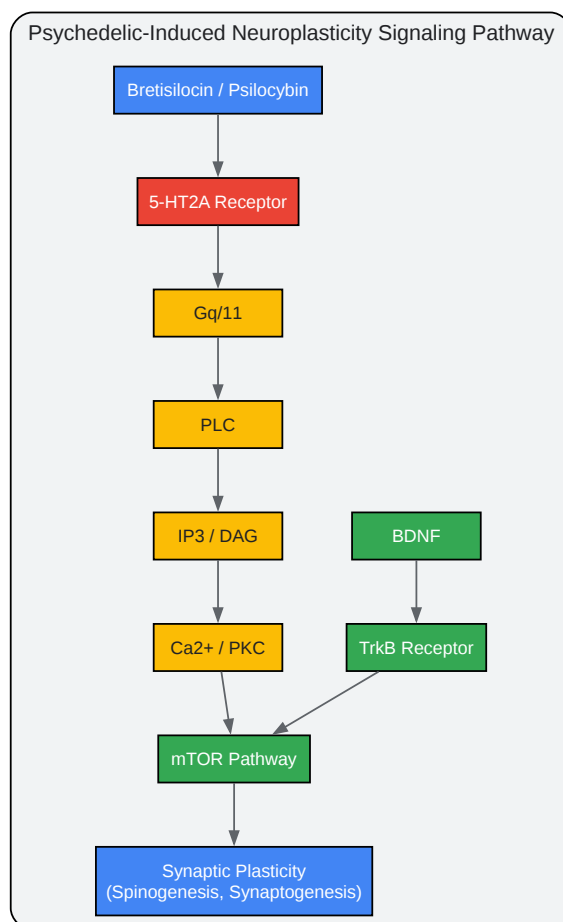 Psychedelic-Induced Neuroplasticity Signaling Pathway
Bretisilocin / Psilocybin
5-HT2A Receptor
Gq/11
PLC
IP3 / DAG
BDNF
Ca2+ / PKC
TrkB Receptor
mTOR Pathway
Synaptic Plasticity
(Spinogenesis, Synaptogenesis)